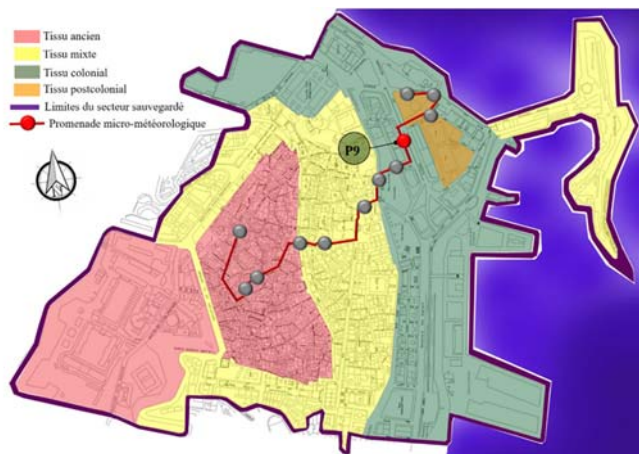 Tissu ancien
Tissu mixte
Tissu colonial
Tissu postcolonial
Limites du secteur sauvegardé
Promenade micro-météorologique
P9